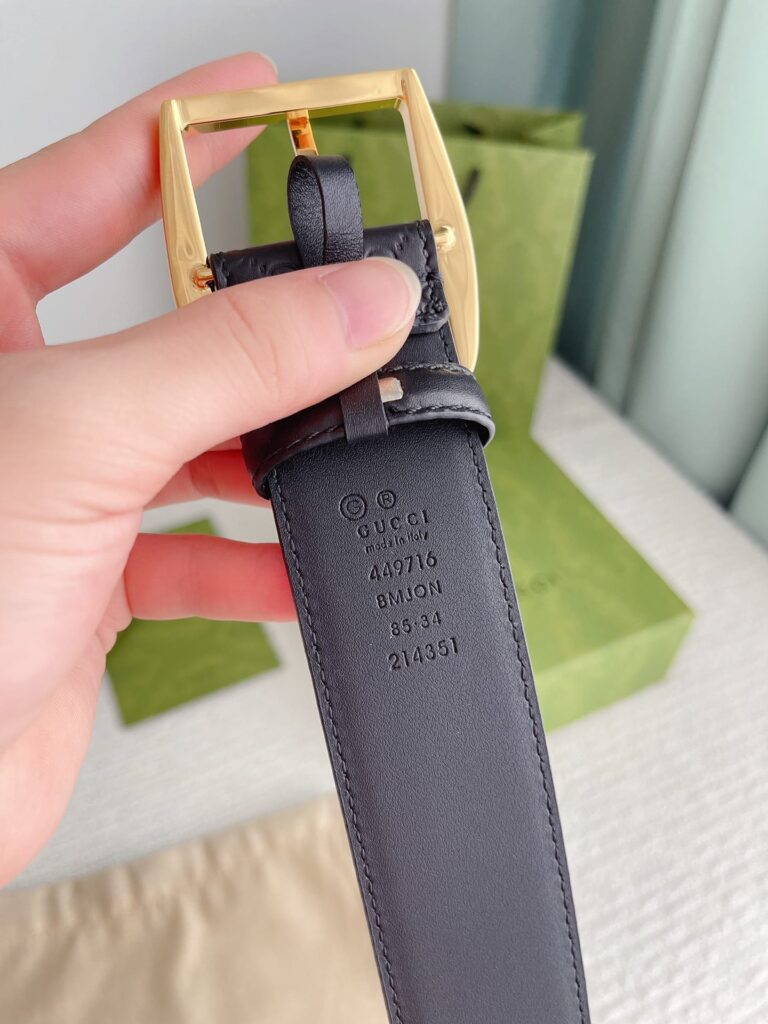 © ®
GUCCI
made in italy
449716
BMJON
85·34
214351